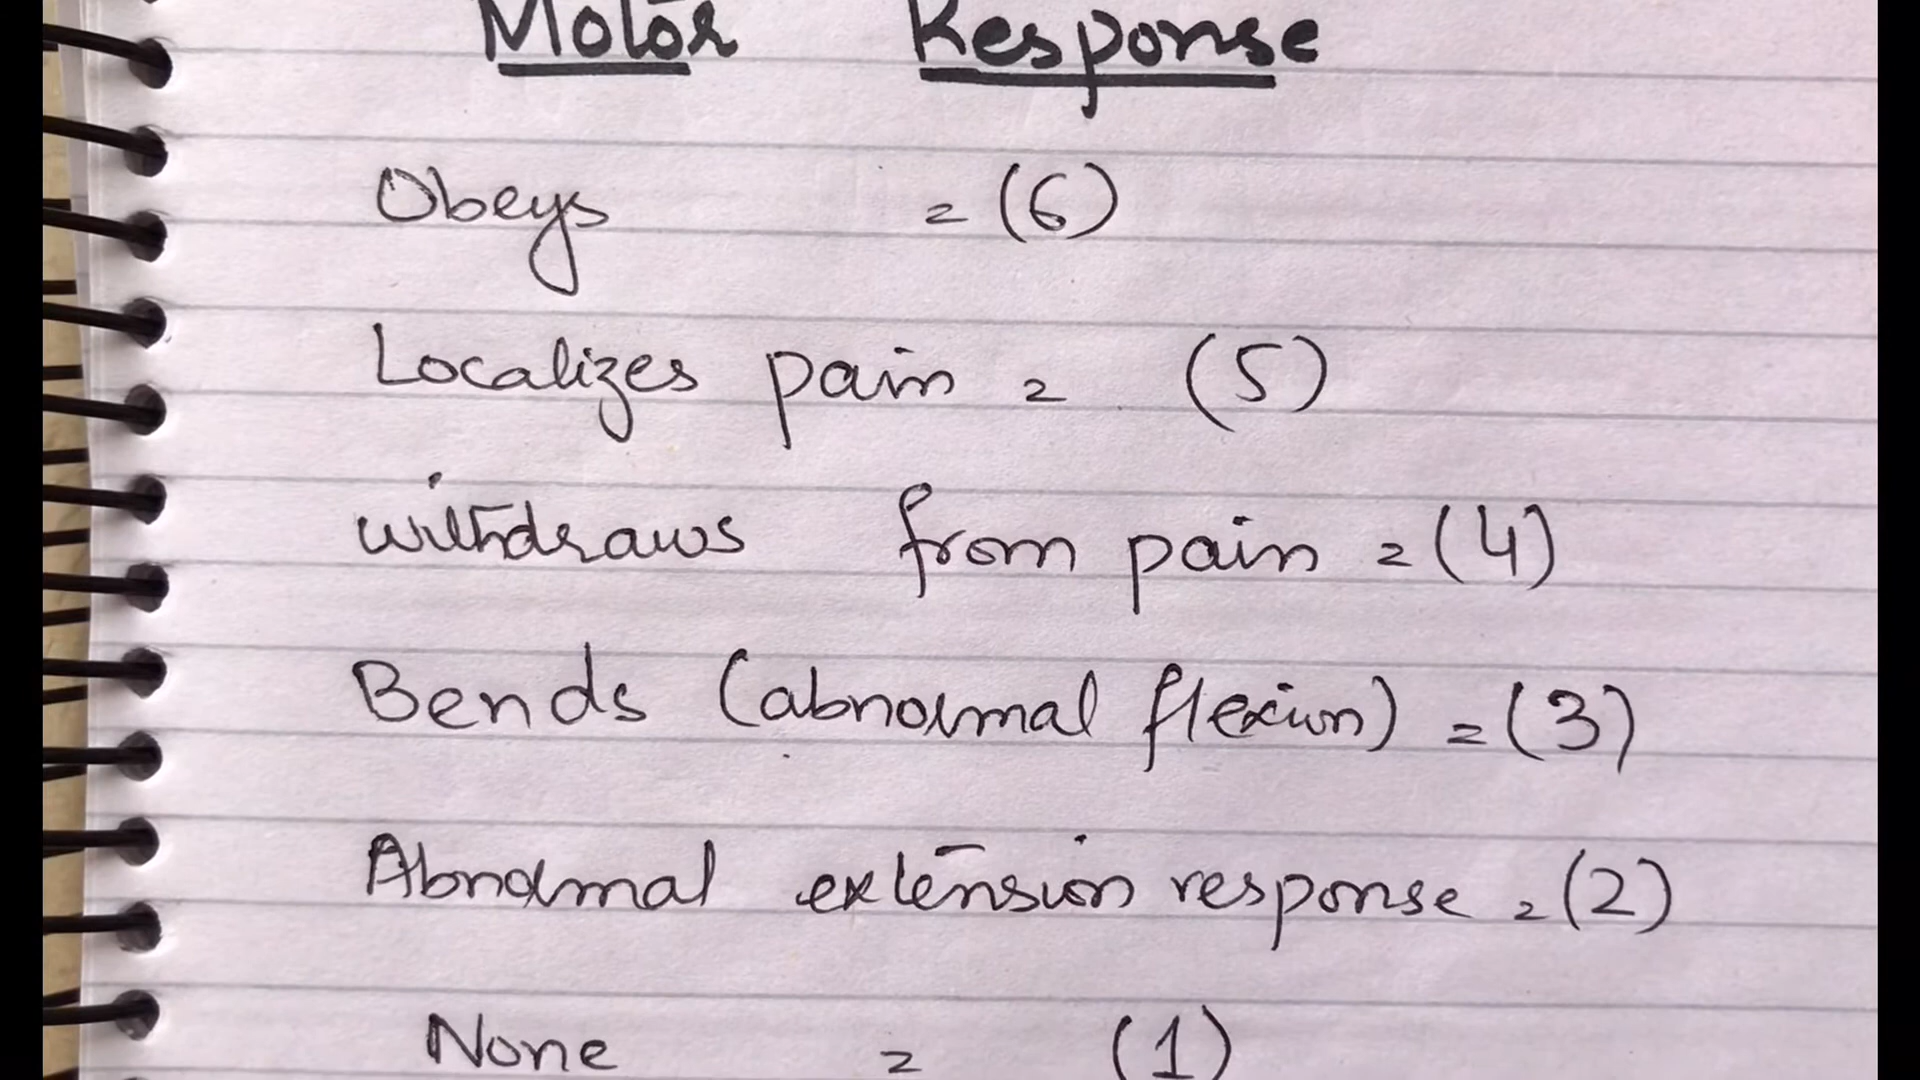 Motor Response
Obeys = (6)
Localizes pain = (5)
withdraws from pain = (4)
Bends (abnormal flexion) = (3)
Abnormal extension response = (2)
None = (1)